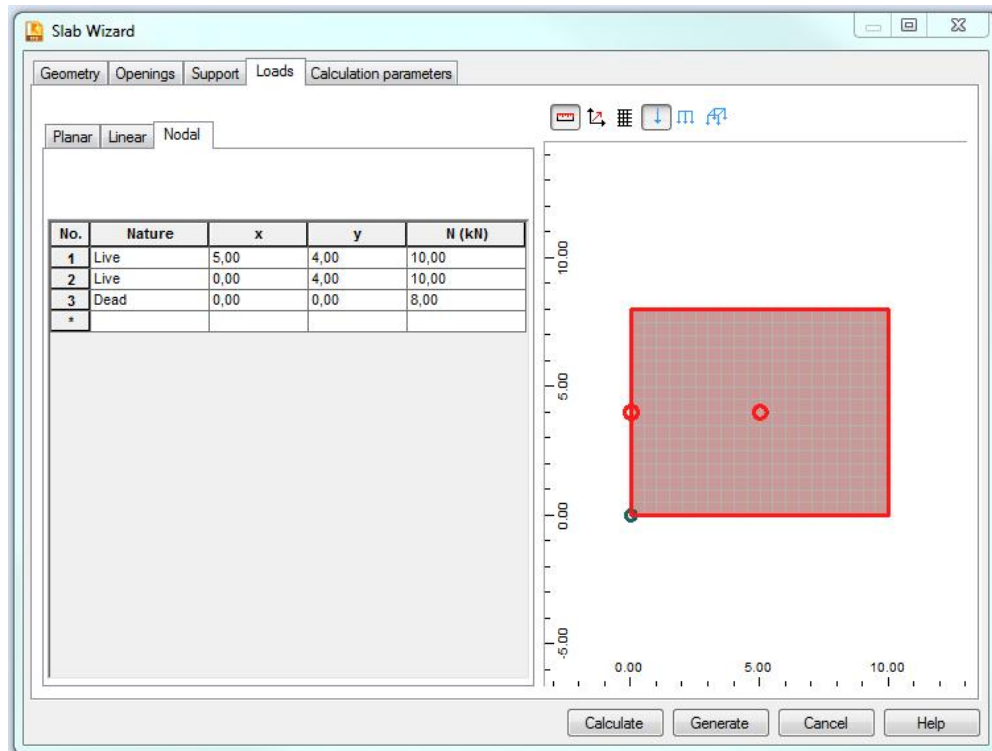 Slab Wizard
Geometry Openings Support Loads Calculation parameters
Planar Linear Nodal
No. Nature x y N (kN)
1 Live 5,00 4,00 10,00
2 Live 0,00 4,00 10,00
3 Dead 0,00 0,00 8,00
*
10.00
5.00
0.00
-5.00
0.00 5.00 10.00
Calculate Generate Cancel Help